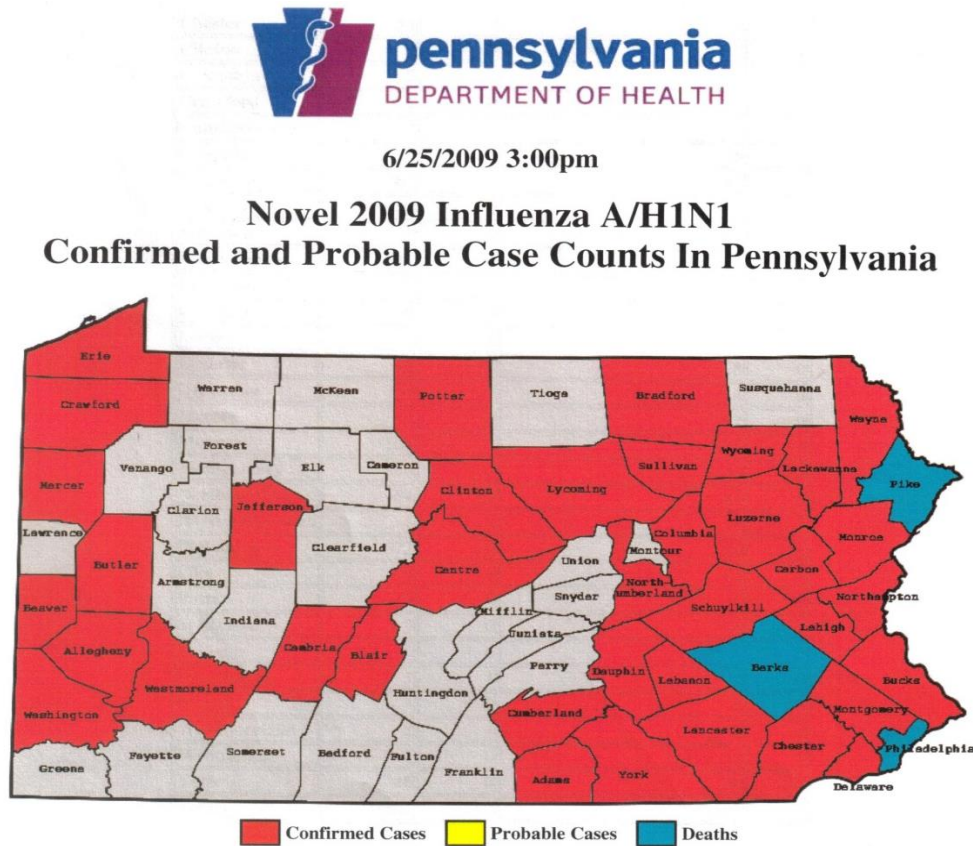 pennsylvania
DEPARTMENT OF HEALTH
6/25/2009 3:00pm
Novel 2009 Influenza A/H1N1
Confirmed and Probable Case Counts In Pennsylvania
Erie
Warren
McKean
Potter
Tioga
Bradford
Susquehanna
Wayne
Crawford
Forest
Venango
Elk
Cameron
Clinton
Lycoming
Sullivan
Wyoming
Lackawanna
Pike
Mercer
Clarion
Jefferson
Clearfield
Columbia
Luzerne
Monroe
Lawrence
Butler
Armstrong
Centre
Union
Montour
Carbon
Beaver
Indiana
Mifflin
Snyder
North-
umberland
Schuylkill
Northampton
Lehigh
Allegheny
Cambria
Blair
Juniata
Perry
Dauphin
Lebanon
Berks
Bucks
Westmoreland
Huntingdon
Washington
Cumberland
Lancaster
Montgomery
Greene
Fayette
Somerset
Bedford
Fulton
Franklin
Adams
York
Chester
Philadelphia
Delaware
Confirmed Cases
Probable Cases
Deaths